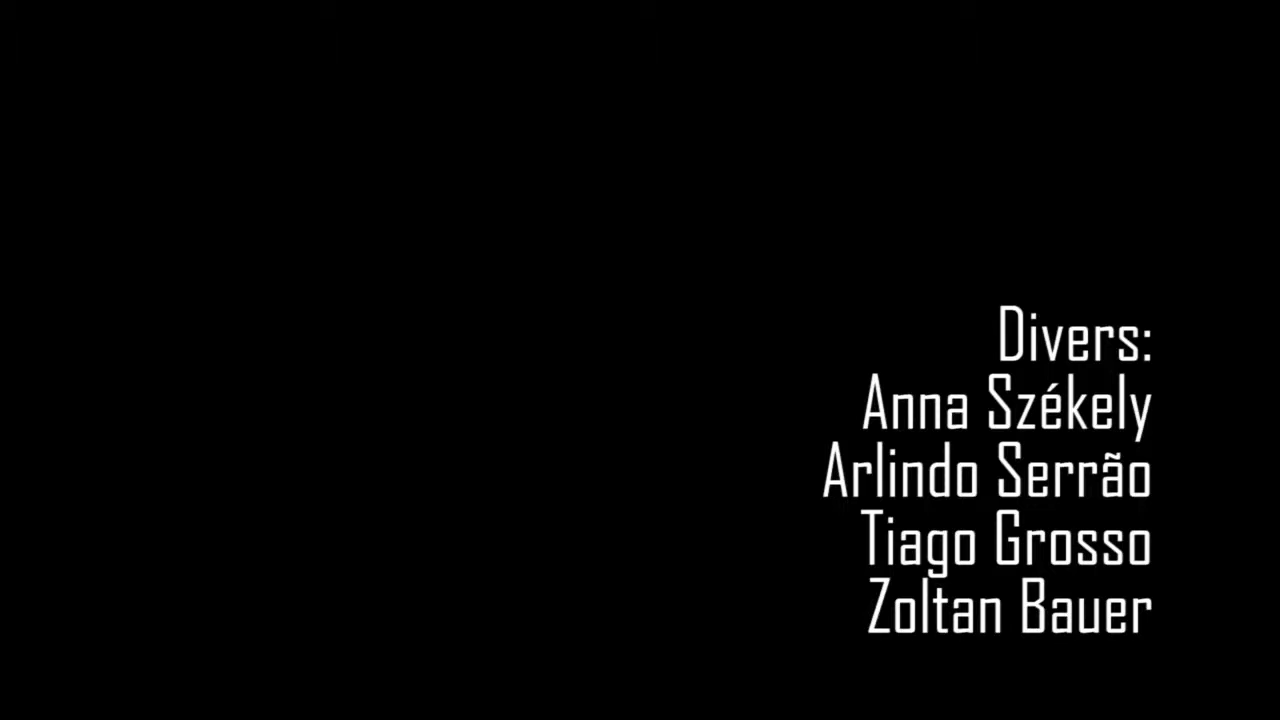 Divers:
Anna Székely
Arlindo Serrão
Tiago Grosso
Zoltan Bauer